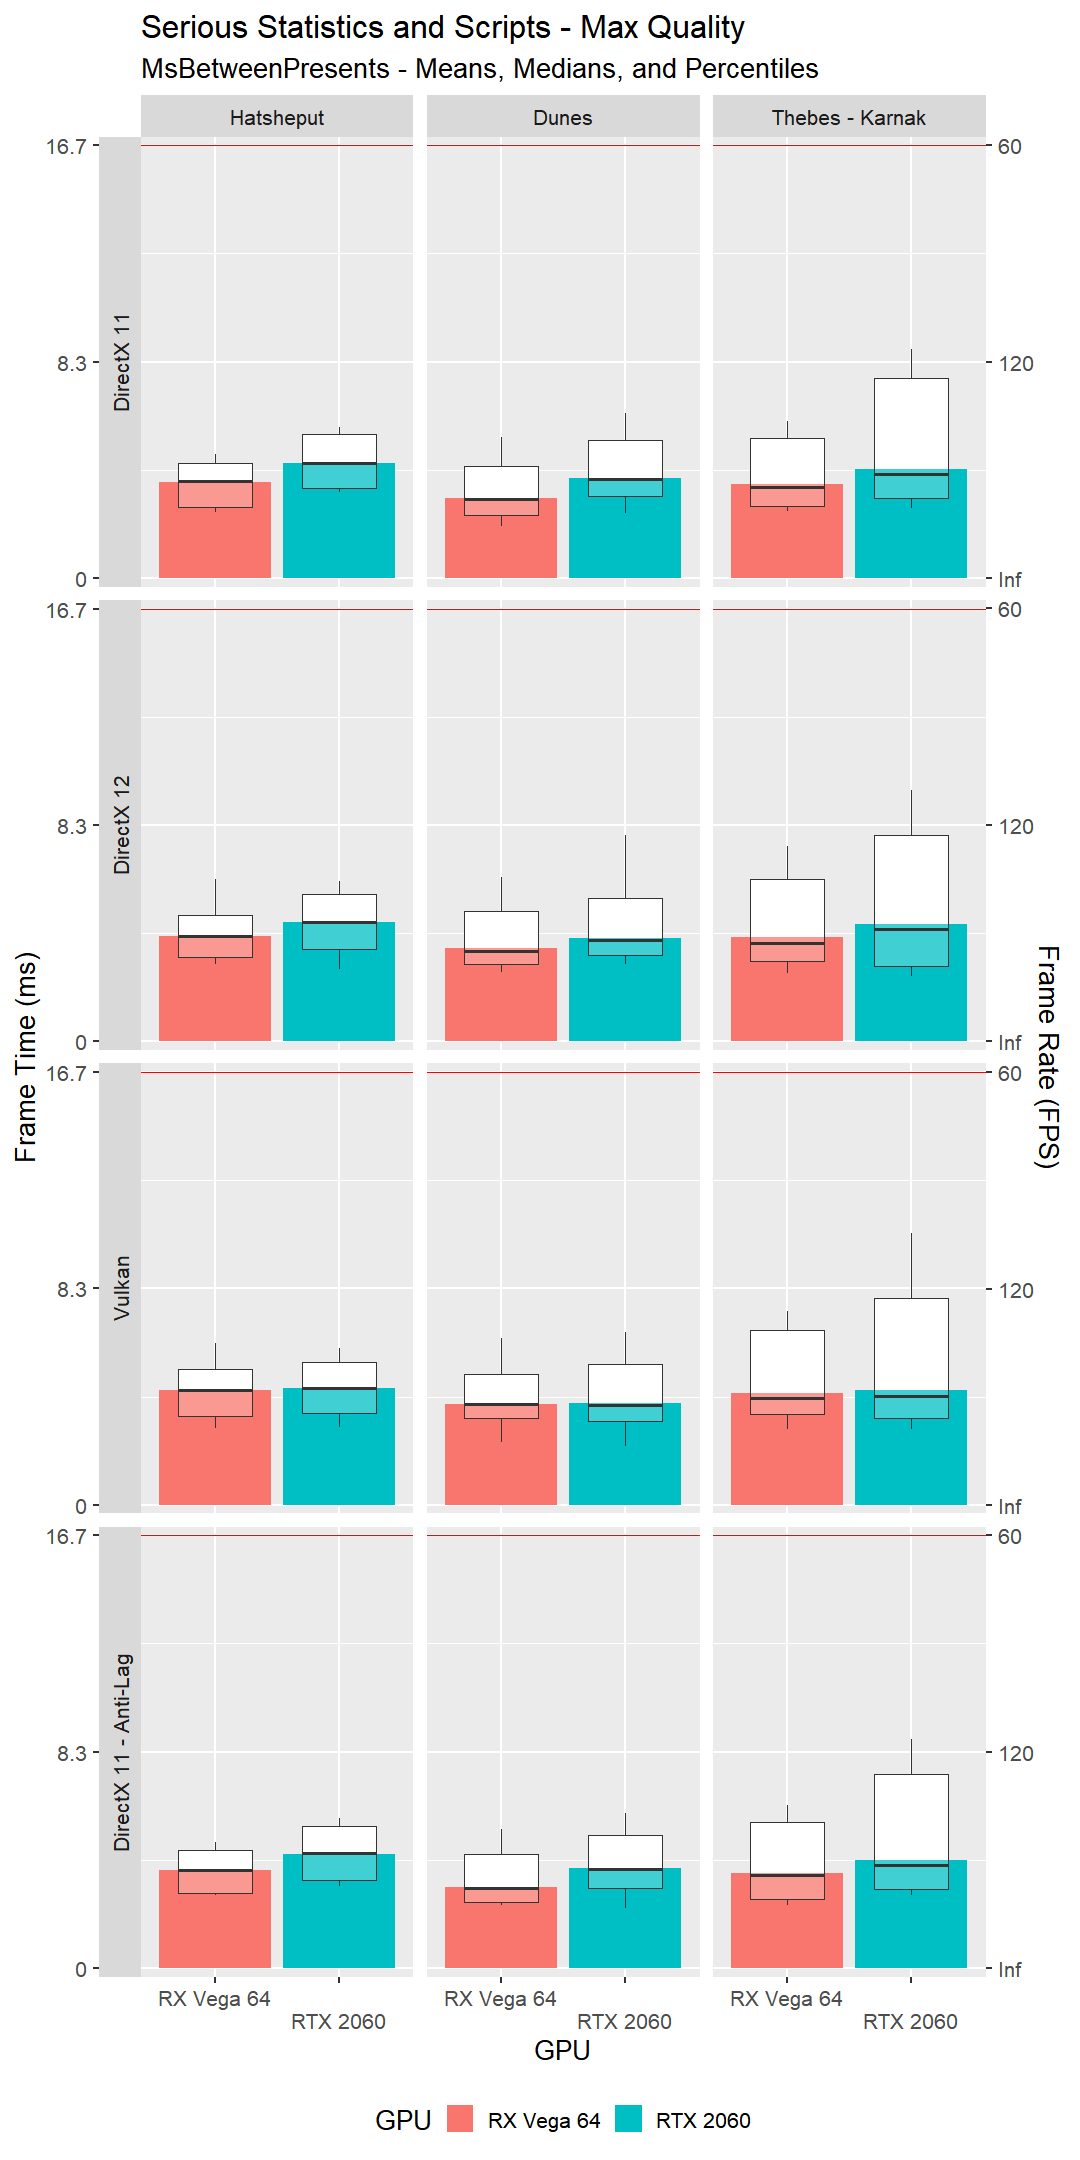 Serious Statistics and Scripts - Max Quality
MsBetweenPresents - Means, Medians, and Percentiles
Hatsheput Dunes Thebes - Karnak
16.7 60
DirectX 11
8.3 120
0 Inf
16.7 60
DirectX 12
8.3 120
0 Inf
Frame Time (ms)
Frame Rate (FPS)
16.7 60
Vulkan
8.3 120
0 Inf
16.7 60
DirectX 11 - Anti-Lag
8.3 120
0 Inf
RX Vega 64 RX Vega 64 RX Vega 64
RTX 2060 RTX 2060 RTX 2060
GPU
GPU RX Vega 64 RTX 2060